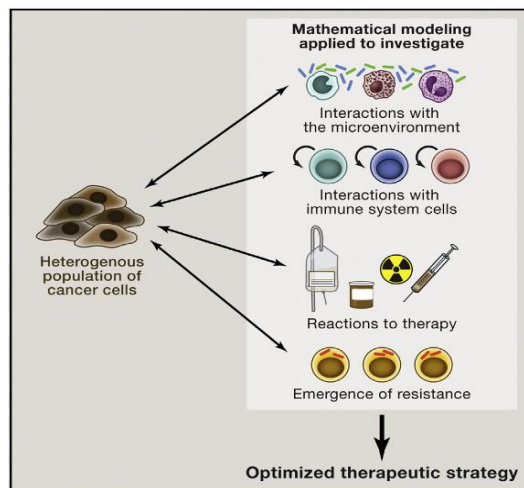 Mathematical modeling
applied to investigate
Interactions with
the microenvironment
Interactions with
immune system cells
Heterogenous
population of
cancer cells
Reactions to therapy
Emergence of resistance
Optimized therapeutic strategy